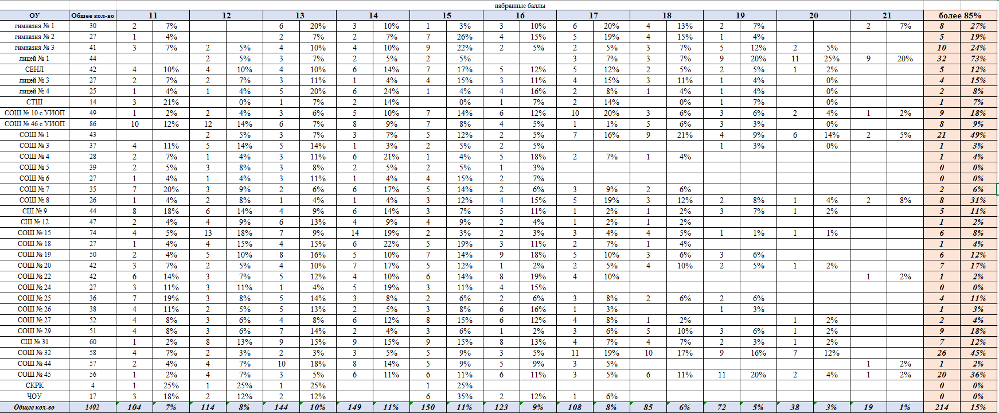 набранные баллы
ОУ Общее кол-во 11 12 13 14 15 16 17 18 19 20 21 более 85%
гимназия № 1 30 2 7% 6 20% 3 10% 1 3% 3 10% 6 20% 4 13% 2 7% 2 7% 8 27%
гимназия № 2 27 1 4% 2 7% 2 7% 7 26% 4 15% 5 19% 4 15% 1 4% 5 19%
гимназия № 3 41 3 7% 2 5% 4 10% 4 10% 9 22% 2 5% 2 5% 3 7% 5 12% 2 5% 10 24%
лицей № 1 44 2 5% 3 7% 2 5% 2 5% 3 7% 3 7% 9 20% 11 25% 9 20% 32 73%
СЕНЛ 42 4 10% 4 10% 4 10% 6 14% 7 17% 5 12% 5 12% 2 5% 2 5% 1 2% 5 12%
лицей № 3 27 2 7% 2 7% 3 11% 1 4% 4 15% 3 11% 4 15% 3 11% 1 4% 0% 4 15%
лицей № 4 25 1 4% 1 4% 5 20% 6 24% 1 4% 4 16% 2 8% 1 4% 1 4% 0% 2 8%
СТШ 14 3 21% 0% 1 7% 2 14% 0% 1 7% 2 14% 0% 1 7% 0% 1 7%
СОШ № 10 с УИОП 49 1 2% 2 4% 3 6% 5 10% 7 14% 6 12% 10 20% 3 6% 3 6% 2 4% 1 2% 9 18%
СОШ № 46 с УИОП 86 10 12% 12 14% 6 7% 8 9% 7 8% 4 5% 1 1% 5 6% 3 3% 0% 8 9%
СОШ № 1 43 2 5% 3 7% 3 7% 5 12% 2 5% 7 16% 9 21% 4 9% 6 14% 2 5% 21 49%
СОШ № 3 37 4 11% 5 14% 5 14% 1 3% 2 5% 2 5% 1 3% 0% 1 3%
СОШ № 4 28 2 7% 1 4% 3 11% 6 21% 1 4% 5 18% 2 7% 1 4% 1 4%
СОШ № 5 39 2 5% 3 8% 3 8% 2 5% 2 5% 1 3% 0 0%
СОШ № 6 27 1 4% 1 4% 3 11% 1 4% 4 15% 2 7% 0 0%
СОШ № 7 35 7 20% 3 9% 2 6% 6 17% 5 14% 2 6% 3 9% 2 6% 2 6%
СОШ № 8 26 1 4% 2 8% 1 4% 1 4% 3 12% 4 15% 5 19% 3 12% 2 8% 1 4% 2 8% 8 31%
СШ № 9 44 8 18% 6 14% 4 9% 6 14% 3 7% 5 11% 1 2% 1 2% 3 7% 1 2% 5 11%
СШ № 12 47 2 4% 4 9% 6 13% 4 9% 4 9% 2 4% 1 2% 1 2% 1 2%
СОШ № 15 74 4 5% 13 18% 7 9% 14 19% 2 3% 2 3% 3 4% 4 5% 1 1% 1 1% 6 8%
СОШ № 18 27 1 4% 4 15% 4 15% 6 22% 5 19% 3 11% 2 7% 1 4% 1 4%
СОШ № 19 50 2 4% 5 10% 8 16% 5 10% 7 14% 9 18% 5 10% 3 6% 3 6% 6 12%
СОШ № 20 42 3 7% 2 5% 4 10% 7 17% 5 12% 1 2% 2 5% 4 10% 2 5% 1 2% 7 17%
СОШ № 22 42 6 14% 3 7% 5 12% 4 10% 6 14% 8 19% 4 10% 1 2% 1 2%
СОШ № 24 27 3 11% 3 11% 1 4% 5 19% 3 11% 4 15% 0 0%
СОШ № 25 36 7 19% 3 8% 5 14% 3 8% 2 6% 2 6% 3 8% 2 6% 2 6% 4 11%
СОШ № 26 38 4 11% 2 5% 5 13% 2 5% 3 8% 6 16% 1 3% 1 3% 1 3%
СОШ № 27 52 4 8% 3 6% 4 8% 6 12% 8 15% 6 12% 4 8% 1 2% 1 2% 2 4%
СОШ № 29 51 4 8% 3 6% 7 14% 2 4% 3 6% 1 2% 3 6% 5 10% 3 6% 1 2% 9 18%
СШ № 31 60 1 2% 8 13% 9 15% 9 15% 9 15% 8 13% 4 7% 4 7% 2 3% 1 2% 7 12%
СОШ № 32 58 4 7% 2 3% 2 3% 3 5% 5 9% 3 5% 11 19% 10 17% 9 16% 7 12% 26 45%
СОШ № 44 57 2 4% 4 7% 10 18% 8 14% 5 9% 5 9% 3 5% 1 2% 1 2%
СОШ № 45 56 1 2% 4 7% 3 5% 6 11% 6 11% 6 11% 3 5% 6 11% 11 20% 2 4% 1 2% 20 36%
СКРК 4 1 25% 1 25% 1 25% 1 25% 0 0%
ЧОУ 17 3 18% 2 12% 2 12% 6 35% 2 12% 1 6% 0 0%
Общее кол-во 1402 104 7% 114 8% 144 10% 149 11% 150 11% 123 9% 108 8% 85 6% 72 5% 38 3% 19 1% 214 15%